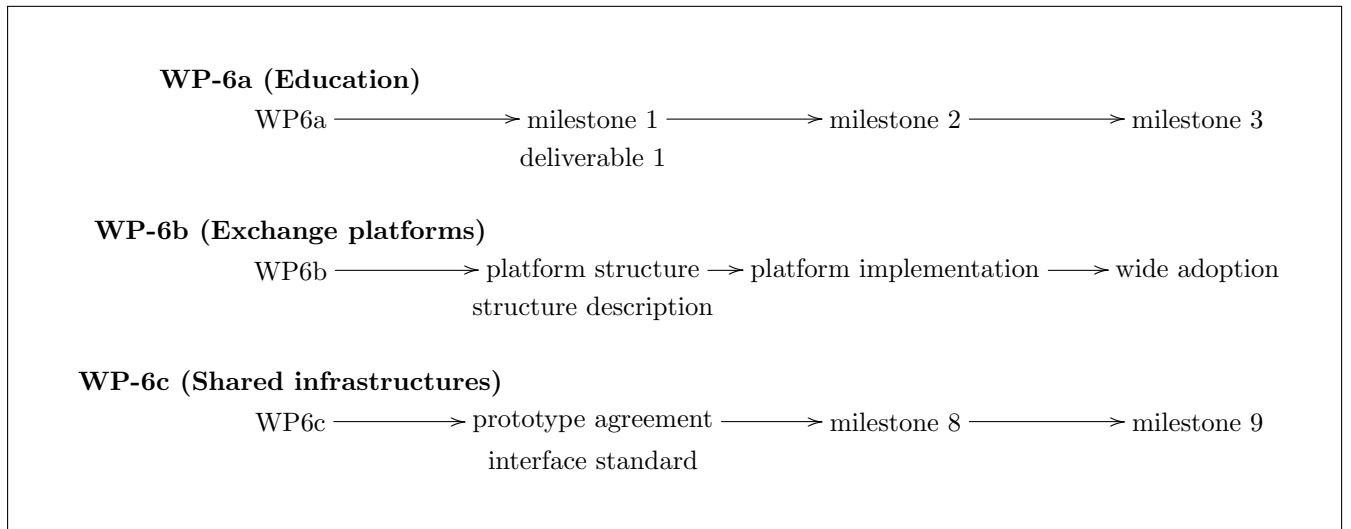 WP-6a (Education)
WP6a milestone 1 milestone 2 milestone 3
deliverable 1
WP-6b (Exchange platforms)
WP6b platform structure platform implementation wide adoption
structure description
WP-6c (Shared infrastructures)
WP6c prototype agreement milestone 8 milestone 9
interface standard